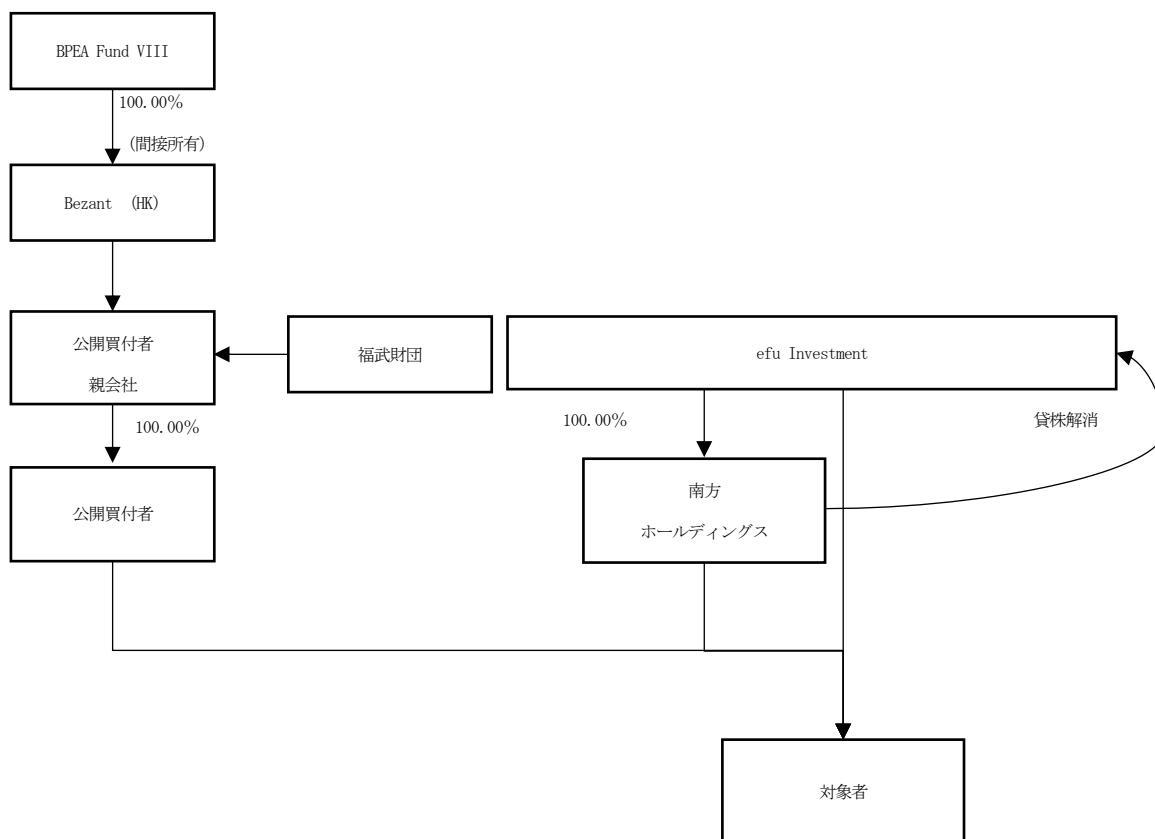 BPEA Fund VIII
100.00%
(間接所有)
Bezant (HK)
公開買付者
親会社
福武財団
efu Investment
100.00%
100.00%
貸株解消
公開買付者
南方
ホールディングス
対象者